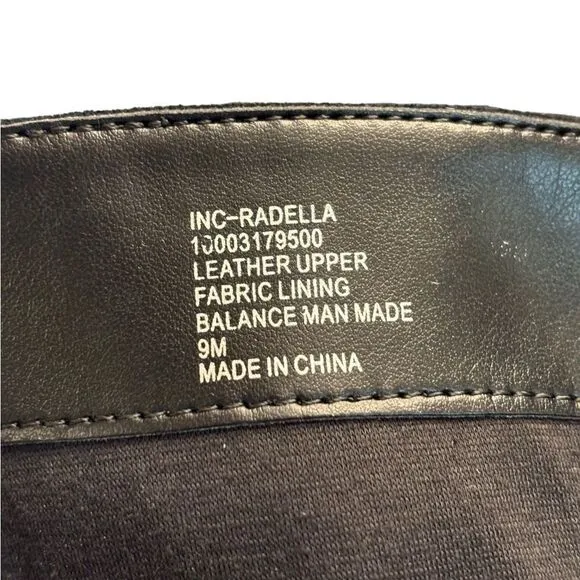 INC-RADELLA
10003179500
LEATHER UPPER
FABRIC LINING
BALANCE MAN MADE
9M
MADE IN CHINA